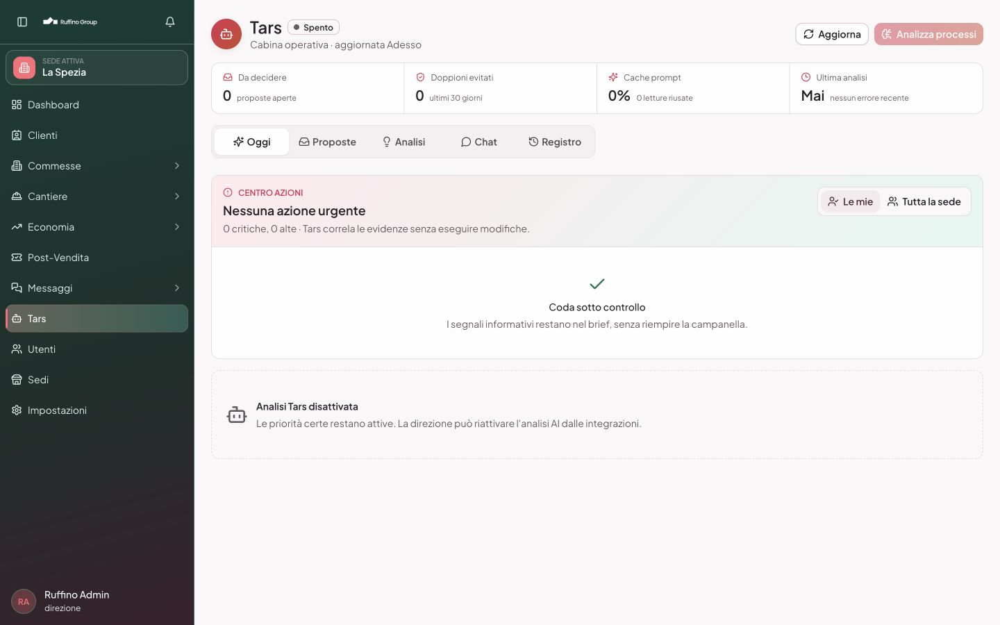 Ruffino Group
SEDE ATTIVA
La Spezia
Dashboard
Clienti
Commesse
Cantiere
Economia
Post-Vendita
Messaggi
Tars
Utenti
Sedi
Impostazioni
RA
Ruffino Admin
direzione
Tars
Spento
Cabina operativa · aggiornata Adesso
Aggiorna
Analizza processi
Da decidere
0 proposte aperte
Doppioni evitati
0 ultimi 30 giorni
Cache prompt
0% 0 letture riusate
Ultima analisi
Mai nessun errore recente
Oggi
Proposte
Analisi
Chat
Registro
CENTRO AZIONI
Nessuna azione urgente
0 critiche, 0 alte · Tars correla le evidenze senza eseguire modifiche.
Le mie
Tutta la sede
Coda sotto controllo
I segnali informativi restano nel brief, senza riempire la campanella.
Analisi Tars disattivata
Le priorità certe restano attive. La direzione può riattivare l'analisi AI dalle integrazioni.